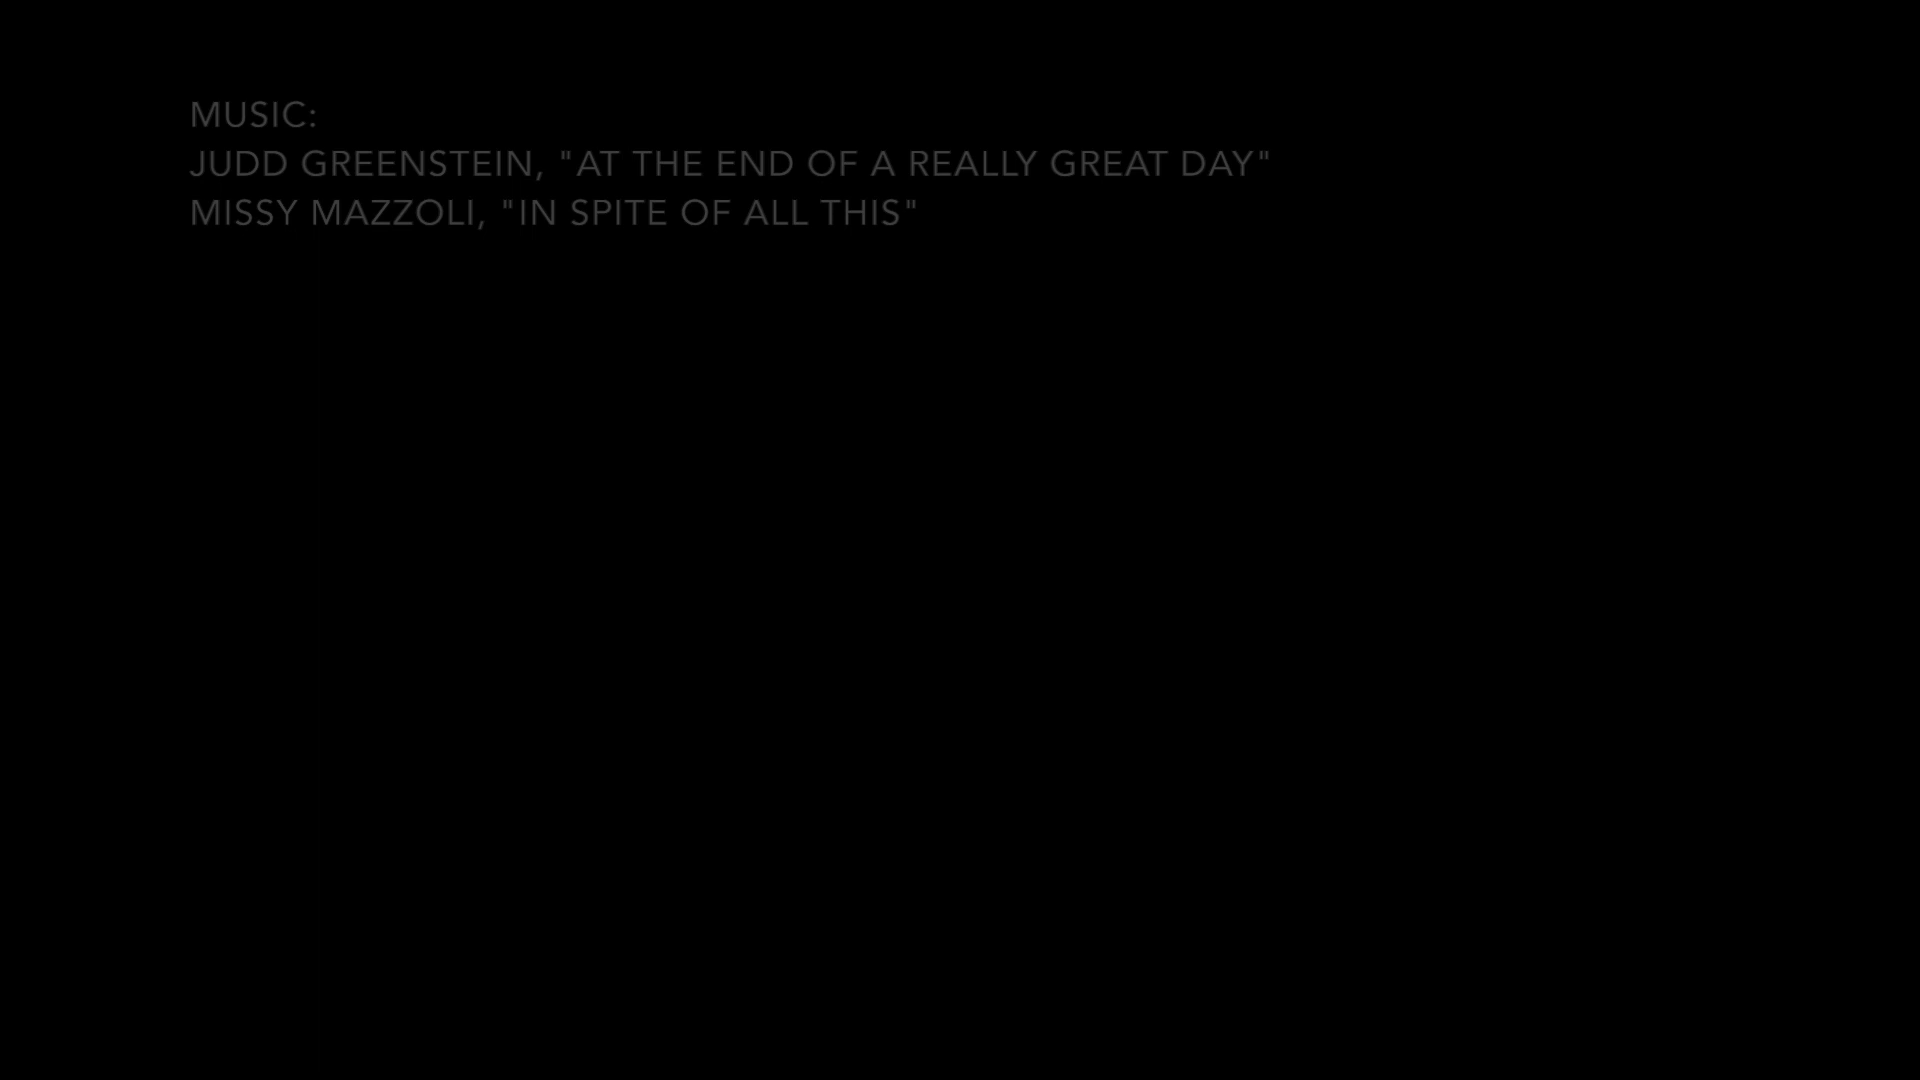 MUSIC:
JUDD GREENSTEIN, "AT THE END OF A REALLY GREAT DAY"
MISSY MAZZOLI, "IN SPITE OF ALL THIS"